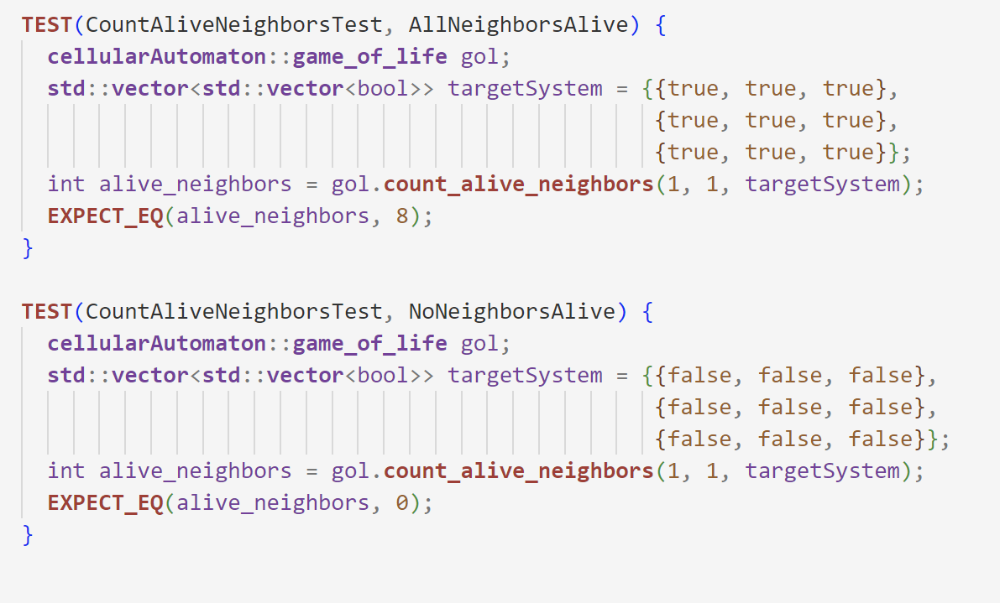 TEST(CountAliveNeighborsTest, AllNeighborsAlive) {
  cellularAutomaton::game_of_life gol;
  std::vector<std::vector<bool>> targetSystem = {{true, true, true},
                                                 {true, true, true},
                                                 {true, true, true}};
  int alive_neighbors = gol.count_alive_neighbors(1, 1, targetSystem);
  EXPECT_EQ(alive_neighbors, 8);
}

TEST(CountAliveNeighborsTest, NoNeighborsAlive) {
  cellularAutomaton::game_of_life gol;
  std::vector<std::vector<bool>> targetSystem = {{false, false, false},
                                                 {false, false, false},
                                                 {false, false, false}};
  int alive_neighbors = gol.count_alive_neighbors(1, 1, targetSystem);
  EXPECT_EQ(alive_neighbors, 0);
}